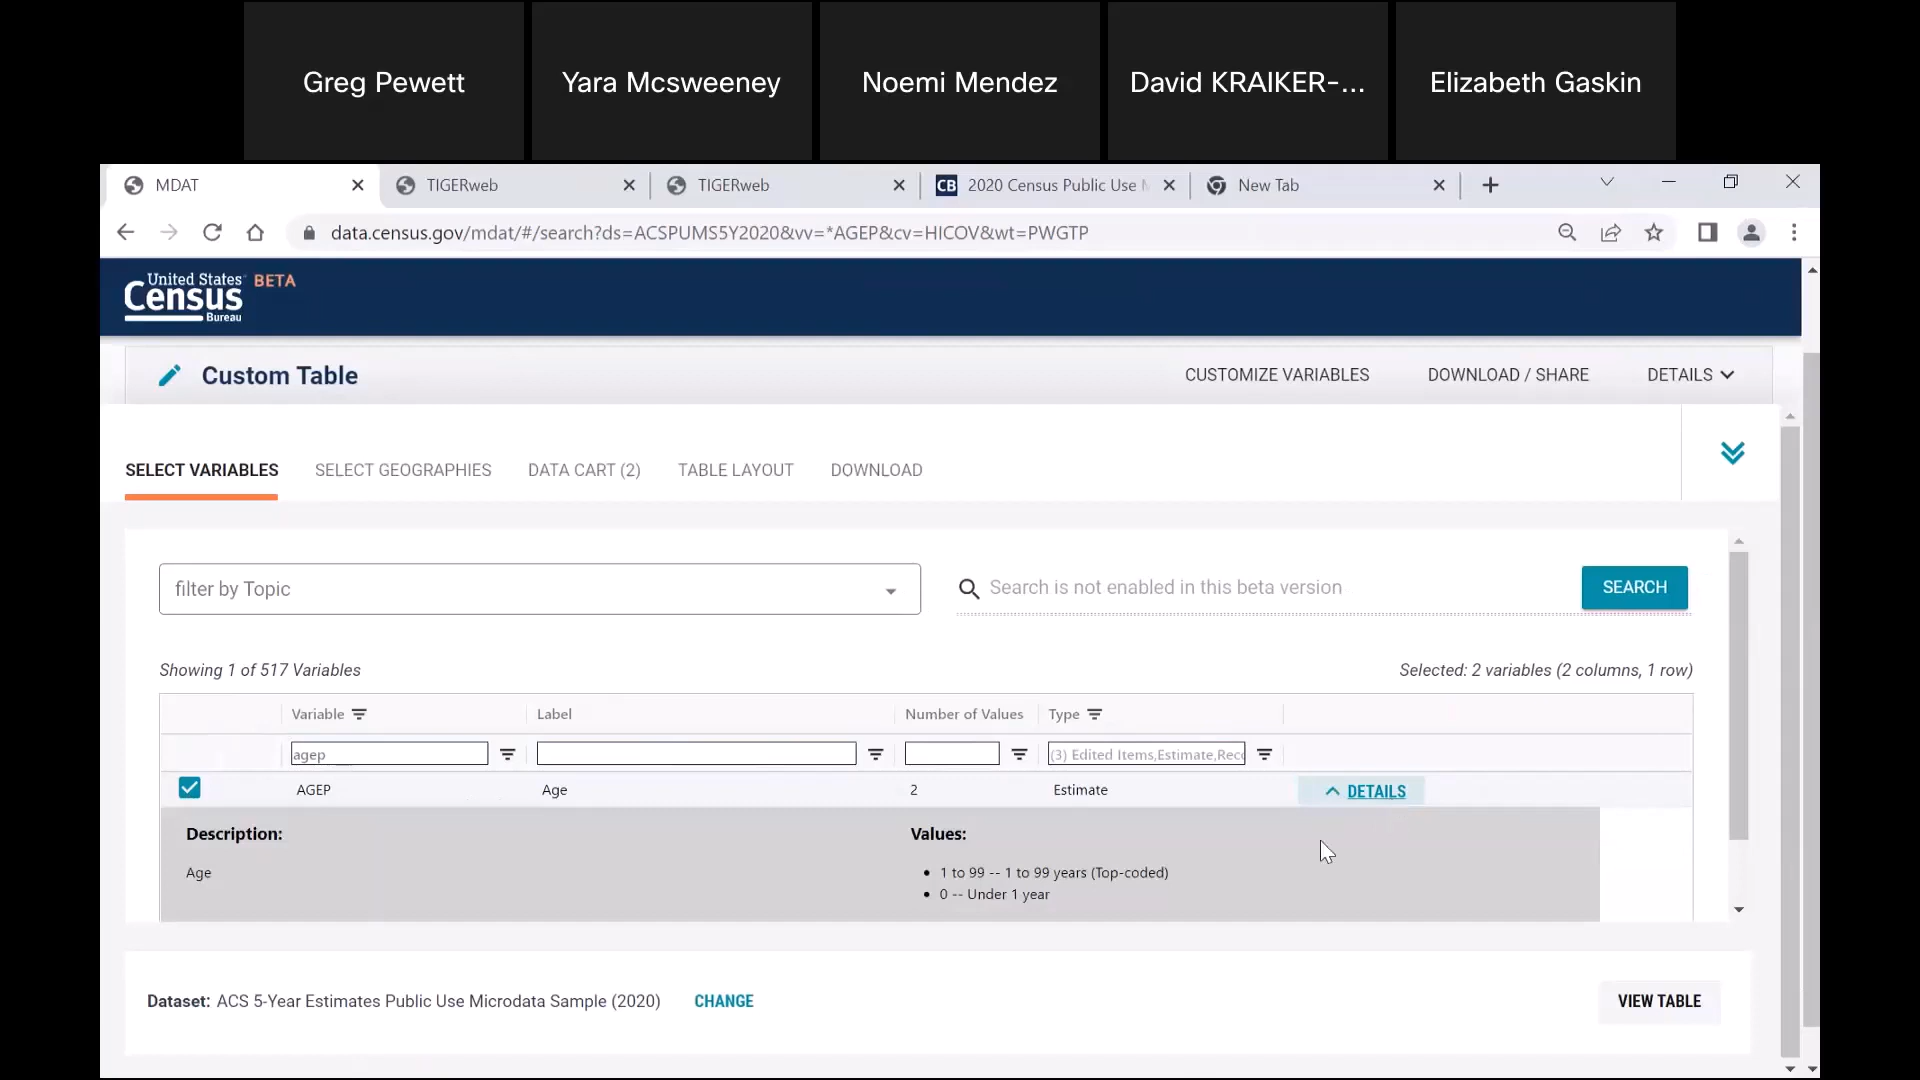 Greg Pewett
Yara Mcsweeney
Noemi Mendez
David KRAIKER-...
Elizabeth Gaskin
MDAT
TIGERweb
TIGERweb
CB 2020 Census Public Use M
New Tab
data.census.gov/mdat/#/search?ds=ACSPUMS5Y2020&vv=*AGEP&cv=HICOV&wt=PWGTP
United States
Census
Bureau
BETA
Custom Table
CUSTOMIZE VARIABLES
DOWNLOAD / SHARE
DETAILS
SELECT VARIABLES
SELECT GEOGRAPHIES
DATA CART (2)
TABLE LAYOUT
DOWNLOAD
filter by Topic
Search is not enabled in this beta version
SEARCH
Showing 1 of 517 Variables
Selected: 2 variables (2 columns, 1 row)
Variable
Label
Number of Values
Type
agep
(3) Edited Items,Estimate,Rec
AGEP
Age
2
Estimate
DETAILS
Description:
Values:
Age
1 to 99 -- 1 to 99 years (Top-coded)
0 -- Under 1 year
Dataset: ACS 5-Year Estimates Public Use Microdata Sample (2020)
CHANGE
VIEW TABLE